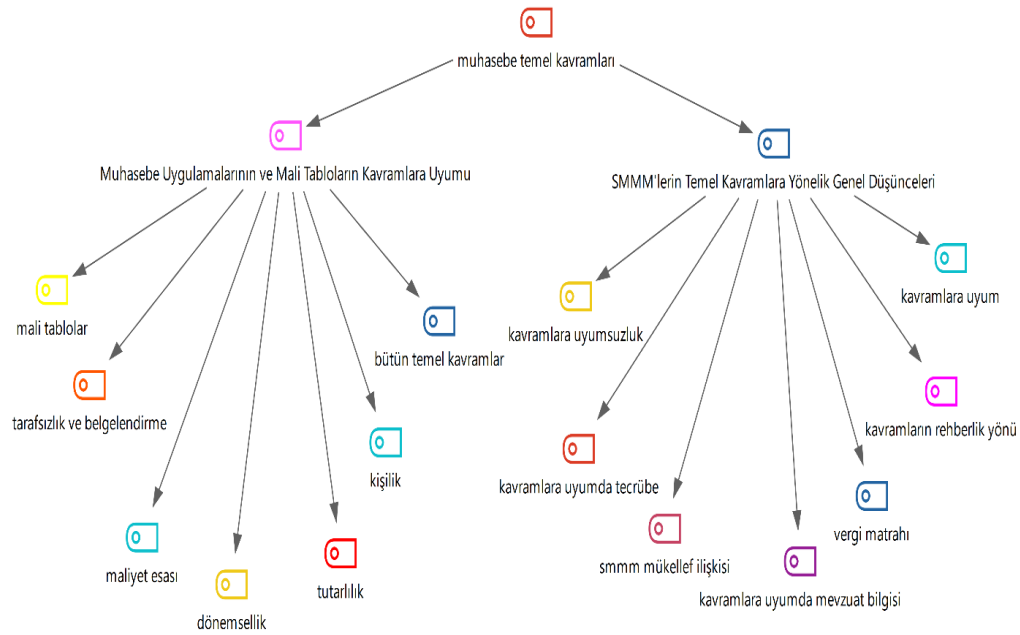 muhasebe temel kavramları
Muhasebe Uygulamalarının ve Mali Tabloların Kavramlara Uyumu
SMMM'lerin Temel Kavramlara Yönelik Genel Düşünceleri
mali tablolar
tarafsızlık ve belgelendirme
maliyet esası
dönemsellik
tutarlılık
kişilik
bütün temel kavramlar
kavramlara uyumsuzluk
kavramlara uyumda tecrübe
smmm mükellef ilişkisi
kavramlara uyumda mevzuat bilgisi
vergi matrahı
kavramların rehberlik yönü
kavramlara uyum